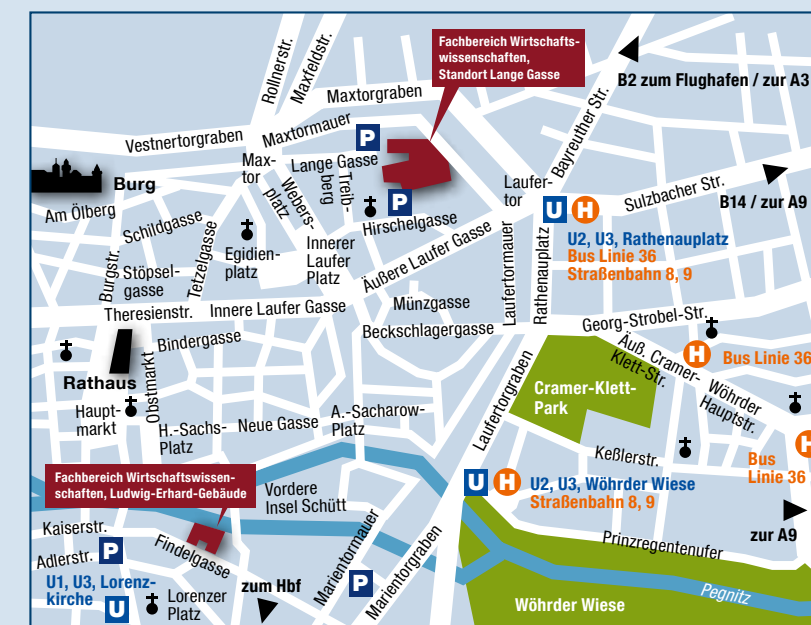 Fachbereich Wirtschafts-
wissenschaften,
Standort Lange Gasse
Rollnerstr.
Maxfeldstr.
Maxtorgraben
Bayreuther Str.
B2 zum Flughafen / zur A3
Vestnertorgraben
Maxtormauer
P
Max-
tor
Lange Gasse
Treib-
berg
Webers-
platz
P
Hirschelgasse
Laufer-
tor
Sulzbacher Str.
B14 / zur A9
Burg
Am Ölberg
Schildgasse
Burgstr.
Stöpsel-
gasse
Tetzelgasse
Egidien-
platz
Innerer
Laufer
Platz
Äußere Laufer Gasse
Laufertormauer
Rathenauplatz
U
H
U2, U3, Rathenauplatz
Bus Linie 36
Straßenbahn 8, 9
Theresienstr.
Innere Laufer Gasse
Münzgasse
Beckschlagergasse
Georg-Strobel-Str.
Bindergasse
Rathaus
Obstmarkt
Haupt-
markt
H.-Sachs-
Platz
Neue Gasse
A.-Sacharow-
Platz
Laufertorgraben
Cramer-Klett-
Park
Äuß. Cramer-
Klett-Str.
H
Bus Linie 36
Wöhrder
Hauptstr.
Keßlerstr.
H
Bus
Linie 36
Fachbereich Wirtschaftswissen-
schaften, Ludwig-Erhard-Gebäude
Vordere
Insel Schütt
U
H
U2, U3, Wöhrder Wiese
Straßenbahn 8, 9
zur A9
Kaiserstr.
Adlerstr.
P
Findelgasse
Marientormauer
Marientorgraben
Prinzregentenufer
U1, U3, Lorenz-
kirche
U
Lorenzer
Platz
zum Hbf
P
Wöhrder Wiese
Pegnitz